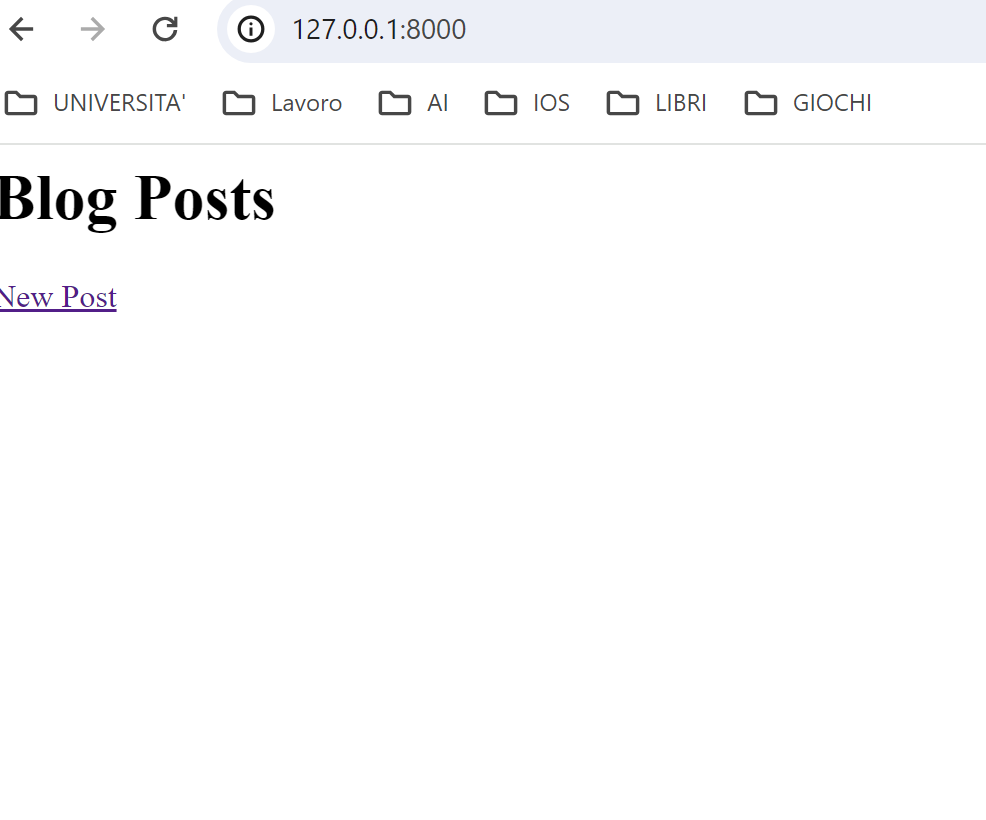 127.0.0.1:8000
UNIVERSITA' Lavoro AI IOS LIBRI GIOCHI
Blog Posts
New Post